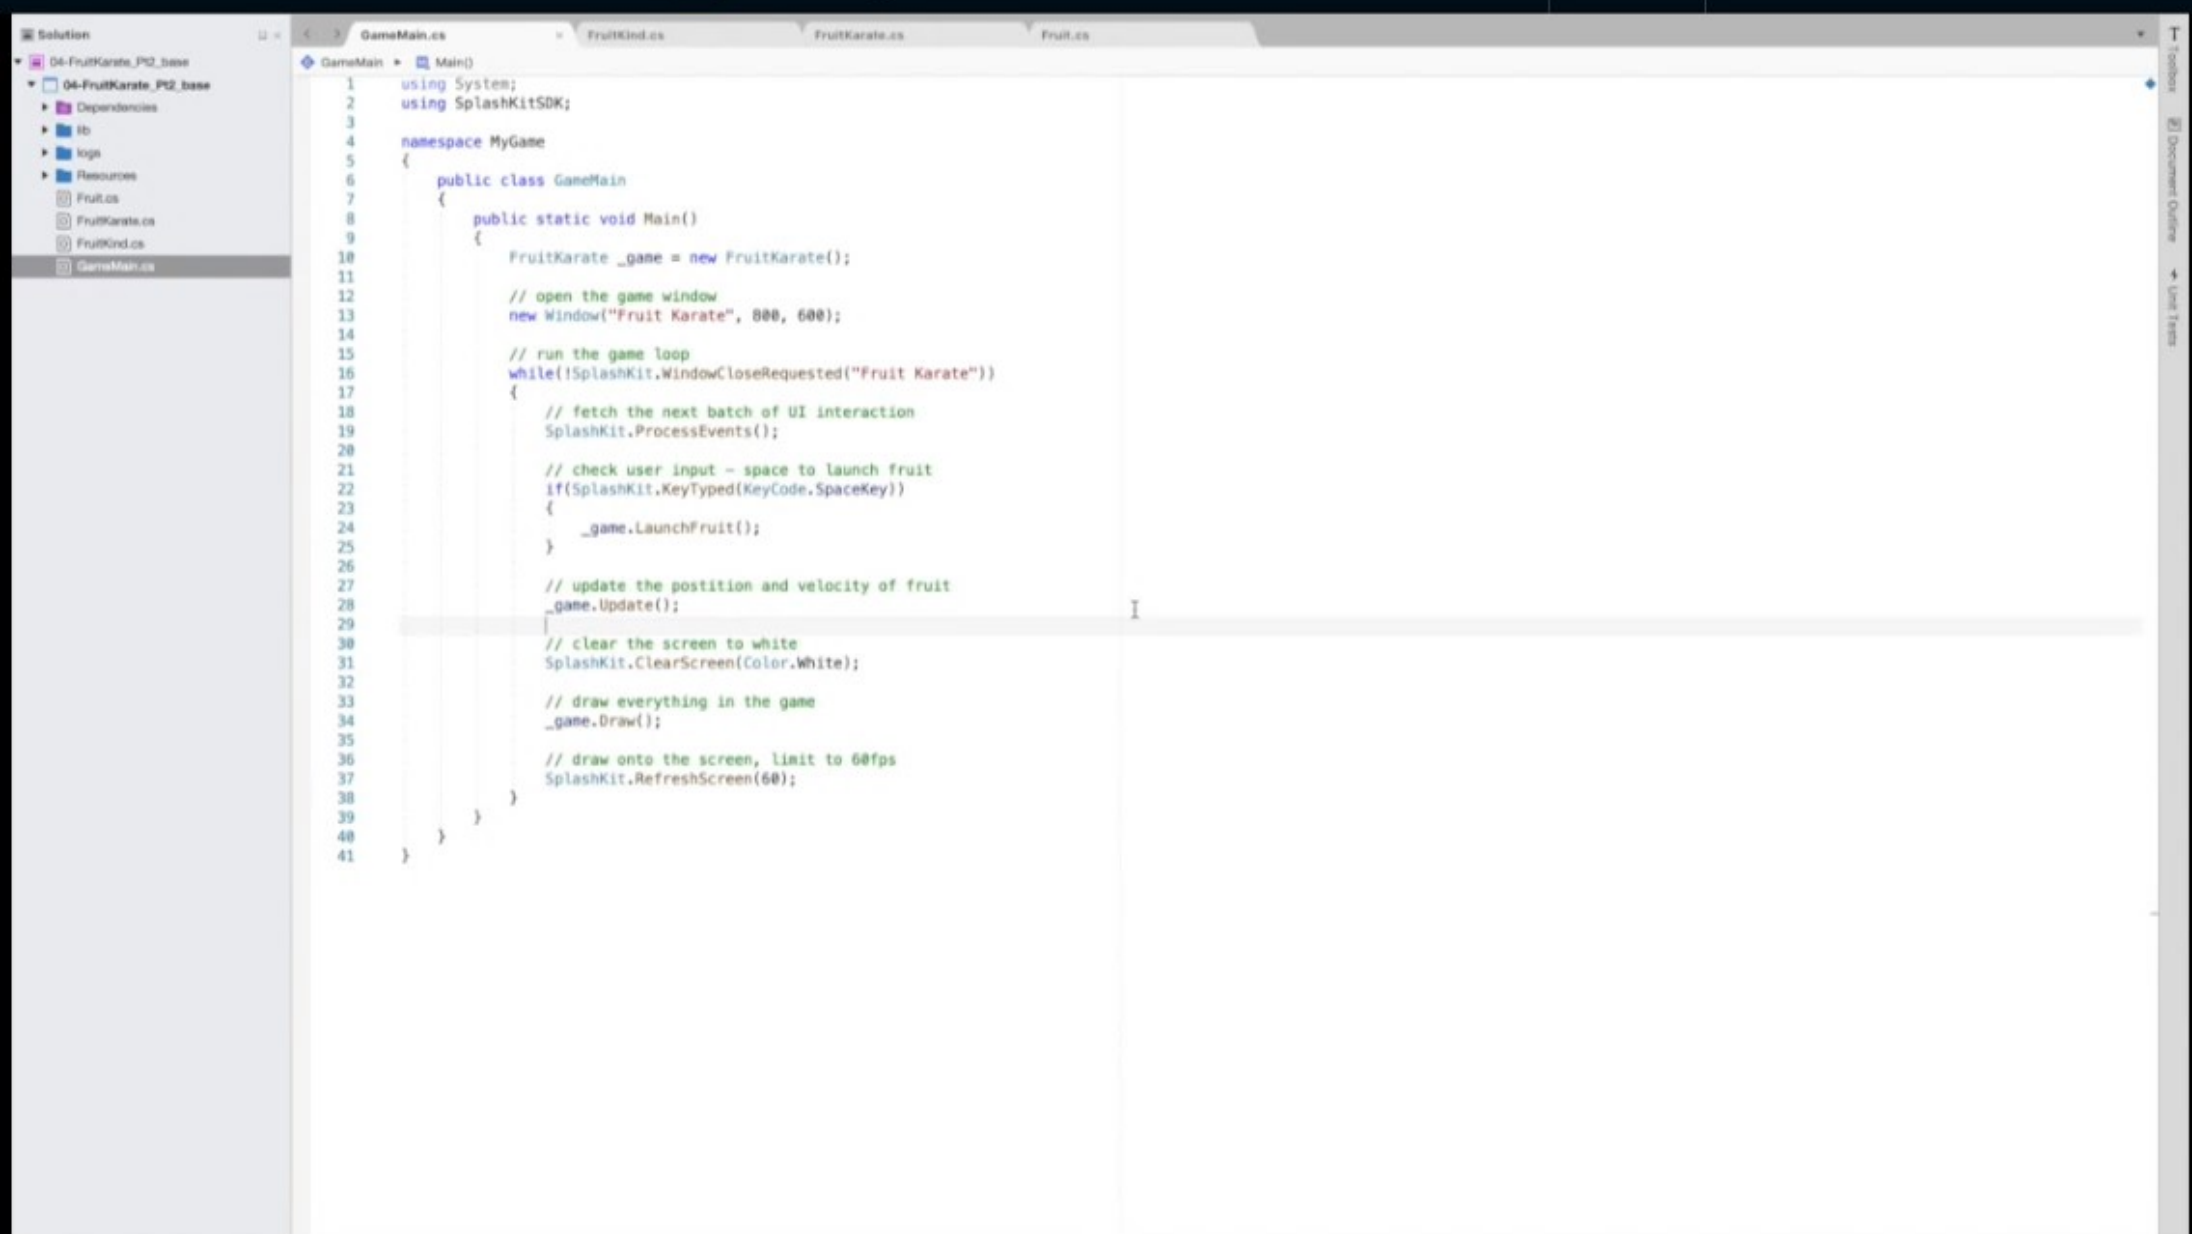 Solution
04-FruitKarate_Pt2_base
04-FruitKarate_Pt2_base
Dependencies
lib
logs
Resources
Fruit.cs
FruitKarate.cs
FruitKind.cs
GameMain.cs
GameMain.cs
FruitKind.cs
FruitKarate.cs
Fruit.cs
GameMain ▸ Main()
1 using System;
2 using SplashKitSDK;
3
4 namespace MyGame
5 {
6 public class GameMain
7 {
8 public static void Main()
9 {
10 FruitKarate _game = new FruitKarate();
11
12 // open the game window
13 new Window("Fruit Karate", 800, 600);
14
15 // run the game loop
16 while(!SplashKit.WindowCloseRequested("Fruit Karate"))
17 {
18 // fetch the next batch of UI interaction
19 SplashKit.ProcessEvents();
20
21 // check user input – space to launch fruit
22 if(SplashKit.KeyTyped(KeyCode.SpaceKey))
23 {
24 _game.LaunchFruit();
25 }
26
27 // update the postition and velocity of fruit
28 _game.Update();
29
30 // clear the screen to white
31 SplashKit.ClearScreen(Color.White);
32
33 // draw everything in the game
34 _game.Draw();
35
36 // draw onto the screen, limit to 60fps
37 SplashKit.RefreshScreen(60);
38 }
39 }
40 }
41 }
Toolbox
Document Outline
Unit Tests